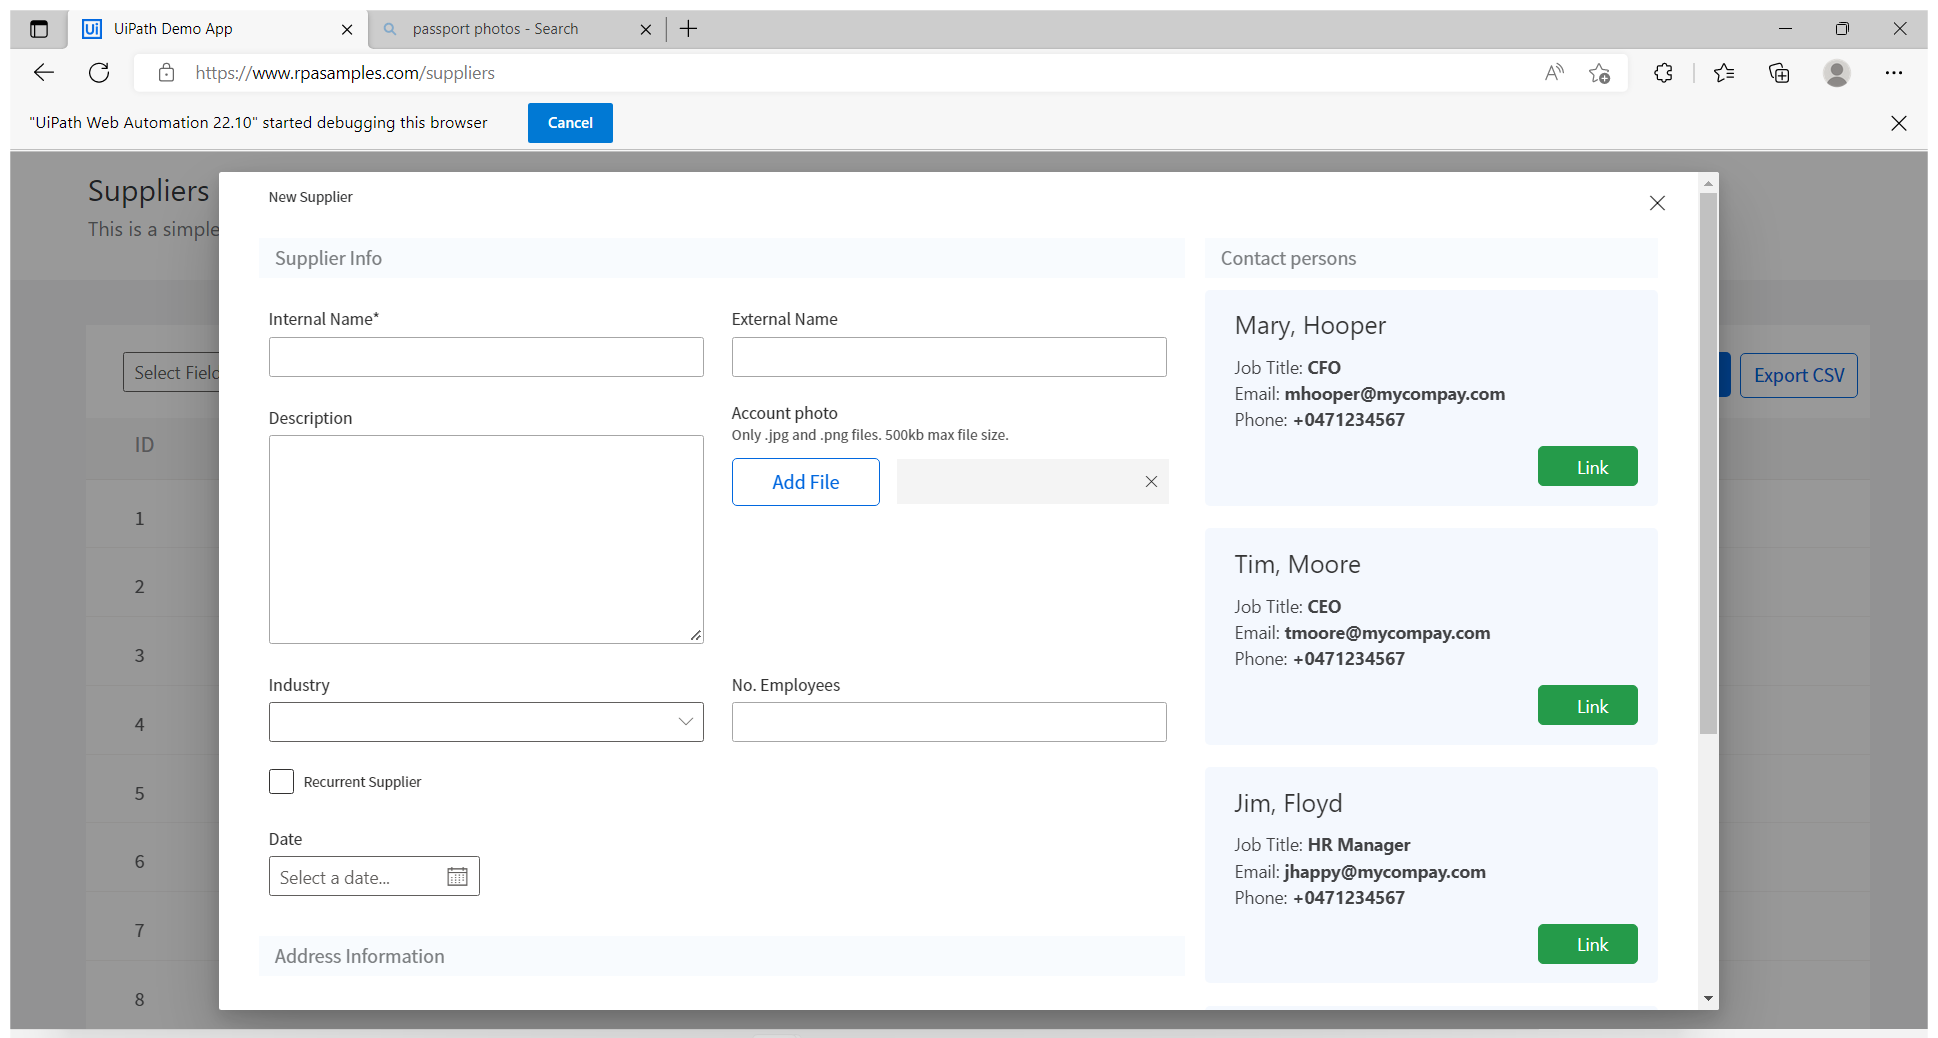 UiPath Demo App
passport photos - Search
https://www.rpasamples.com/suppliers
"UiPath Web Automation 22.10" started debugging this browser
Cancel
Suppliers
This is a simple
Select Field
Export CSV
ID
1
2
3
4
5
6
7
8
New Supplier
Supplier Info
Internal Name*
External Name
Description
Account photo
Only .jpg and .png files. 500kb max file size.
Add File
Industry
No. Employees
Recurrent Supplier
Date
Select a date...
Address Information
Contact persons
Mary, Hooper
Job Title: CFO
Email: mhooper@mycompay.com
Phone: +0471234567
Link
Tim, Moore
Job Title: CEO
Email: tmoore@mycompay.com
Phone: +0471234567
Link
Jim, Floyd
Job Title: HR Manager
Email: jhappy@mycompay.com
Phone: +0471234567
Link